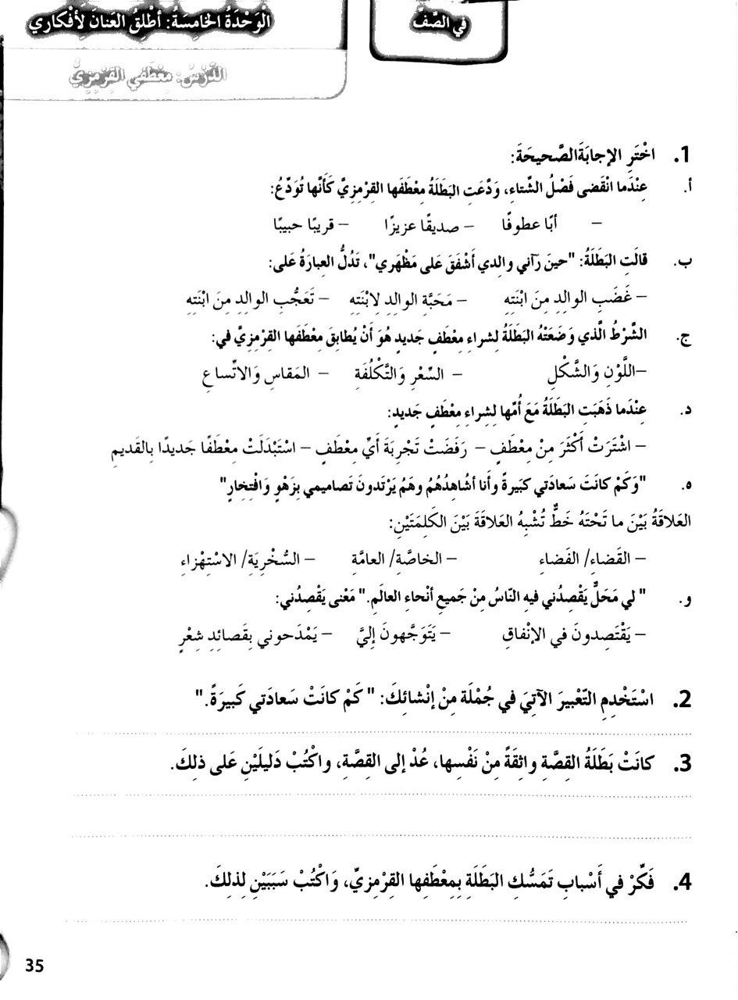 في الصَّفِّ
الْوَحْدَةُ الخامِسَةُ: أُطْلِقُ العَنانَ لِأَفْكاري
الدَّرْسُ: مِعْطَفي القِرْمِزِيُّ
1. اخْتَرِ الإجابَةَ الصَّحيحَةَ:
أ. عِنْدَما انْقَضى فَصْلُ الشِّتاءِ، وَدَّعَتِ البَطَلَةُ مِعْطَفَها القِرْمِزِيَّ كَأَنَّها تُوَدِّعُ:
– أبًا عطوفًا – صديقًا عزيزًا – قريبًا حبيبًا
ب. قالَتِ البَطَلَةُ: "حينَ رَآني والِدي أَشْفَقَ عَلى مَظْهَري"، تَدُلُّ العِبارَةُ عَلى:
– غَضَبِ الوالِدِ مِنَ ابْنَتِهِ – مَحَبَّةِ الوالِدِ لِابْنَتِهِ – تَعَجُّبِ الوالِدِ مِنَ ابْنَتِهِ
ج. الشَّرْطُ الَّذي وَضَعَتْهُ البَطَلَةُ لِشِراءِ مِعْطَفٍ جَديدٍ هُوَ أَنْ يُطابِقَ مِعْطَفَها القِرْمِزِيَّ في:
–اللَّوْنِ وَالشَّكْلِ – السِّعْرِ وَالتَّكْلُفَةِ – المَقاسِ وَالاتِّساعِ
د. عِنْدَما ذَهَبَتِ البَطَلَةُ مَعَ أُمِّها لِشِراءِ مِعْطَفٍ جَديدٍ:
– اشْتَرَتْ أَكْثَرَ مِنْ مِعْطَفٍ – رَفَضَتْ تَجْرِبَةَ أَيِّ مِعْطَفٍ – اسْتَبْدَلَتْ مِعْطَفًا جَديدًا بِالقَديمِ
ه. "وَكَمْ كانَتْ سَعادَتي كَبيرَةً وأَنا أُشاهِدُهُمْ وهُمْ يَرْتَدونَ تَصاميمي بِزَهْوٍ وَافْتِخارٍ"
العَلاقَةُ بَيْنَ ما تَحْتَهُ خَطٌّ تُشْبِهُ العَلاقَةَ بَيْنَ الكَلِمَتَيْنِ:
– القَضاء/ الفَضاء – الخاصَّة/ العامَّة – السُّخْرِيَة/ الاسْتِهْزاء
و. " لي مَحَلٌّ يَقْصِدُني فيهِ النّاسُ مِنْ جَميعِ أَنْحاءِ العالَمِ." مَعْنى يَقْصِدُني:
– يَقْتَصِدونَ في الإنْفاقِ – يَتَوَجَّهونَ إِلَيَّ – يَمْدَحوني بِقَصائِدِ شِعْرٍ
2. اسْتَخْدِمِ التَّعْبيرَ الآتِيَ في جُمْلَة مِنْ إِنْشائِكَ: " كَمْ كانَتْ سَعادَتي كَبيرَةً. "
3. كانَتْ بَطَلَةُ القِصَّةِ واثِقَةً مِنْ نَفْسِها، عُدْ إلى القِصَّةِ، واكْتُبْ دَليلَيْنِ عَلى ذلِكَ.
4. فَكِّرْ في أَسْبابِ تَمَسُّكِ البَطَلَةِ بِمِعْطَفِها القِرْمِزِيِّ، وَاكْتُبْ سَبَبَيْنِ لِذلِكَ.
35